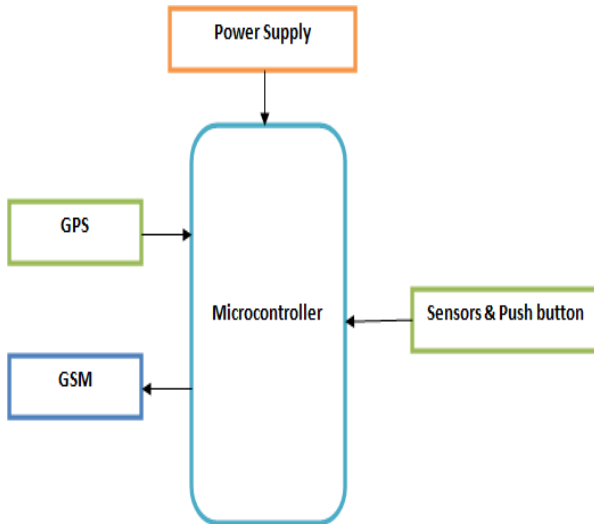 Power Supply
GPS
Microcontroller
Sensors & Push button
GSM